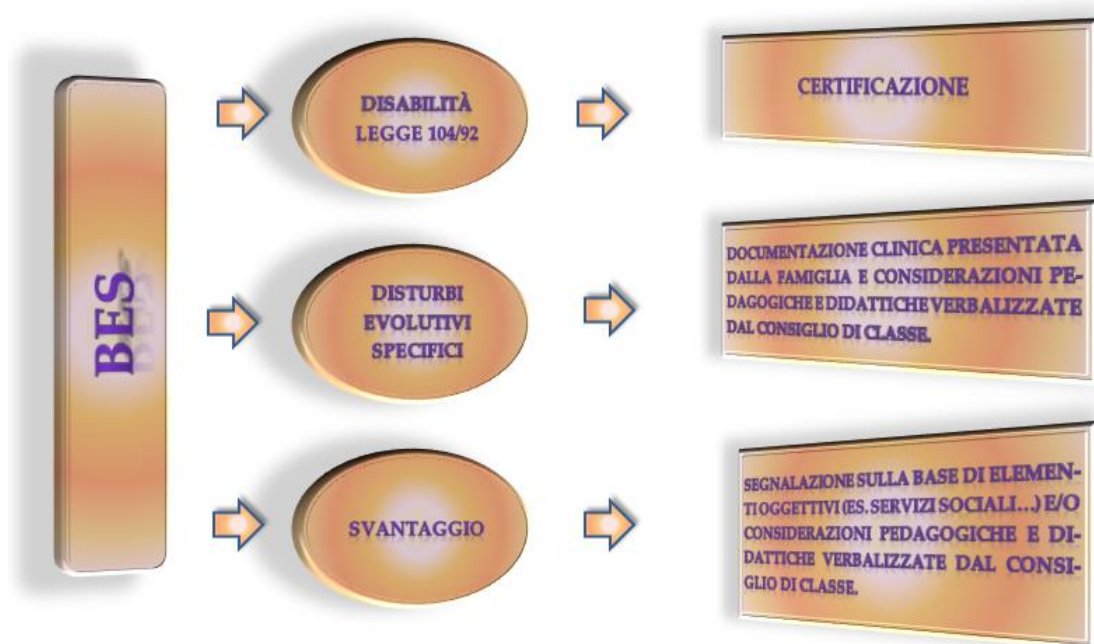 BES
DISABILITÀ
LEGGE 104/92
CERTIFICAZIONE
DISTURBI
EVOLUTIVI
SPECIFICI
DOCUMENTAZIONE CLINICA PRESENTATA
DALLA FAMIGLIA E CONSIDERAZIONI PE-
DAGOGICHE E DIDATTICHE VERBALIZZATE
DAL CONSIGLIO DI CLASSE.
SVANTAGGIO
SEGNALAZIONE SULLA BASE DI ELEMEN-
TI OGGETTIVI (ES. SERVIZI SOCIALI...) E/O
CONSIDERAZIONI PEDAGOGICHE E DI-
DATTICHE VERBALIZZATE DAL CONSI-
GLIO DI CLASSE.